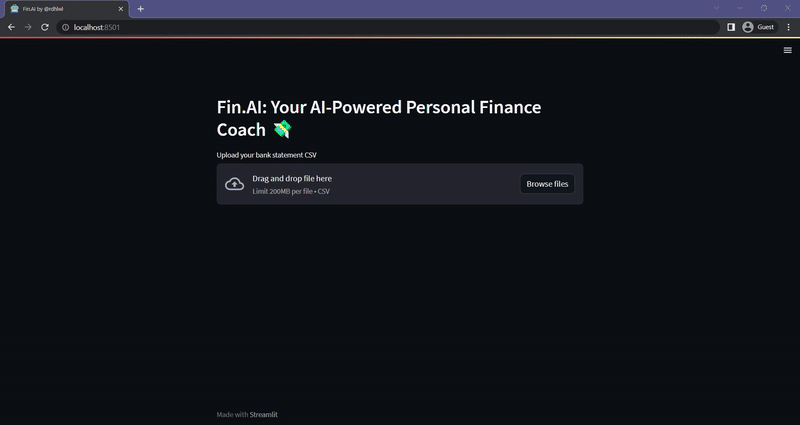 Fin.AI by @rdhlwl
localhost:8501
Guest
Fin.AI: Your AI-Powered Personal Finance
Coach 💸
Upload your bank statement CSV
Drag and drop file here
Limit 200MB per file • CSV
Browse files
Made with Streamlit